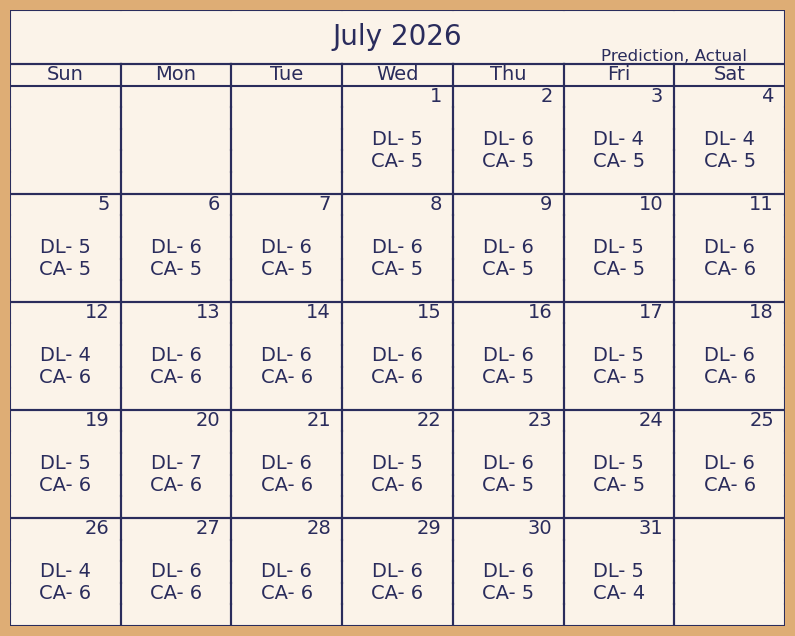 July 2026
Prediction, Actual
Sun Mon Tue Wed Thu Fri Sat
1 2 3 4
DL- 5 DL- 6 DL- 4 DL- 4
CA- 5 CA- 5 CA- 5 CA- 5
5 6 7 8 9 10 11
DL- 5 DL- 6 DL- 6 DL- 6 DL- 6 DL- 5 DL- 6
CA- 5 CA- 5 CA- 5 CA- 5 CA- 5 CA- 5 CA- 6
12 13 14 15 16 17 18
DL- 4 DL- 6 DL- 6 DL- 6 DL- 6 DL- 5 DL- 6
CA- 6 CA- 6 CA- 6 CA- 6 CA- 5 CA- 5 CA- 6
19 20 21 22 23 24 25
DL- 5 DL- 7 DL- 6 DL- 5 DL- 6 DL- 5 DL- 6
CA- 6 CA- 6 CA- 6 CA- 6 CA- 5 CA- 5 CA- 6
26 27 28 29 30 31
DL- 4 DL- 6 DL- 6 DL- 6 DL- 6 DL- 5
CA- 6 CA- 6 CA- 6 CA- 6 CA- 5 CA- 4